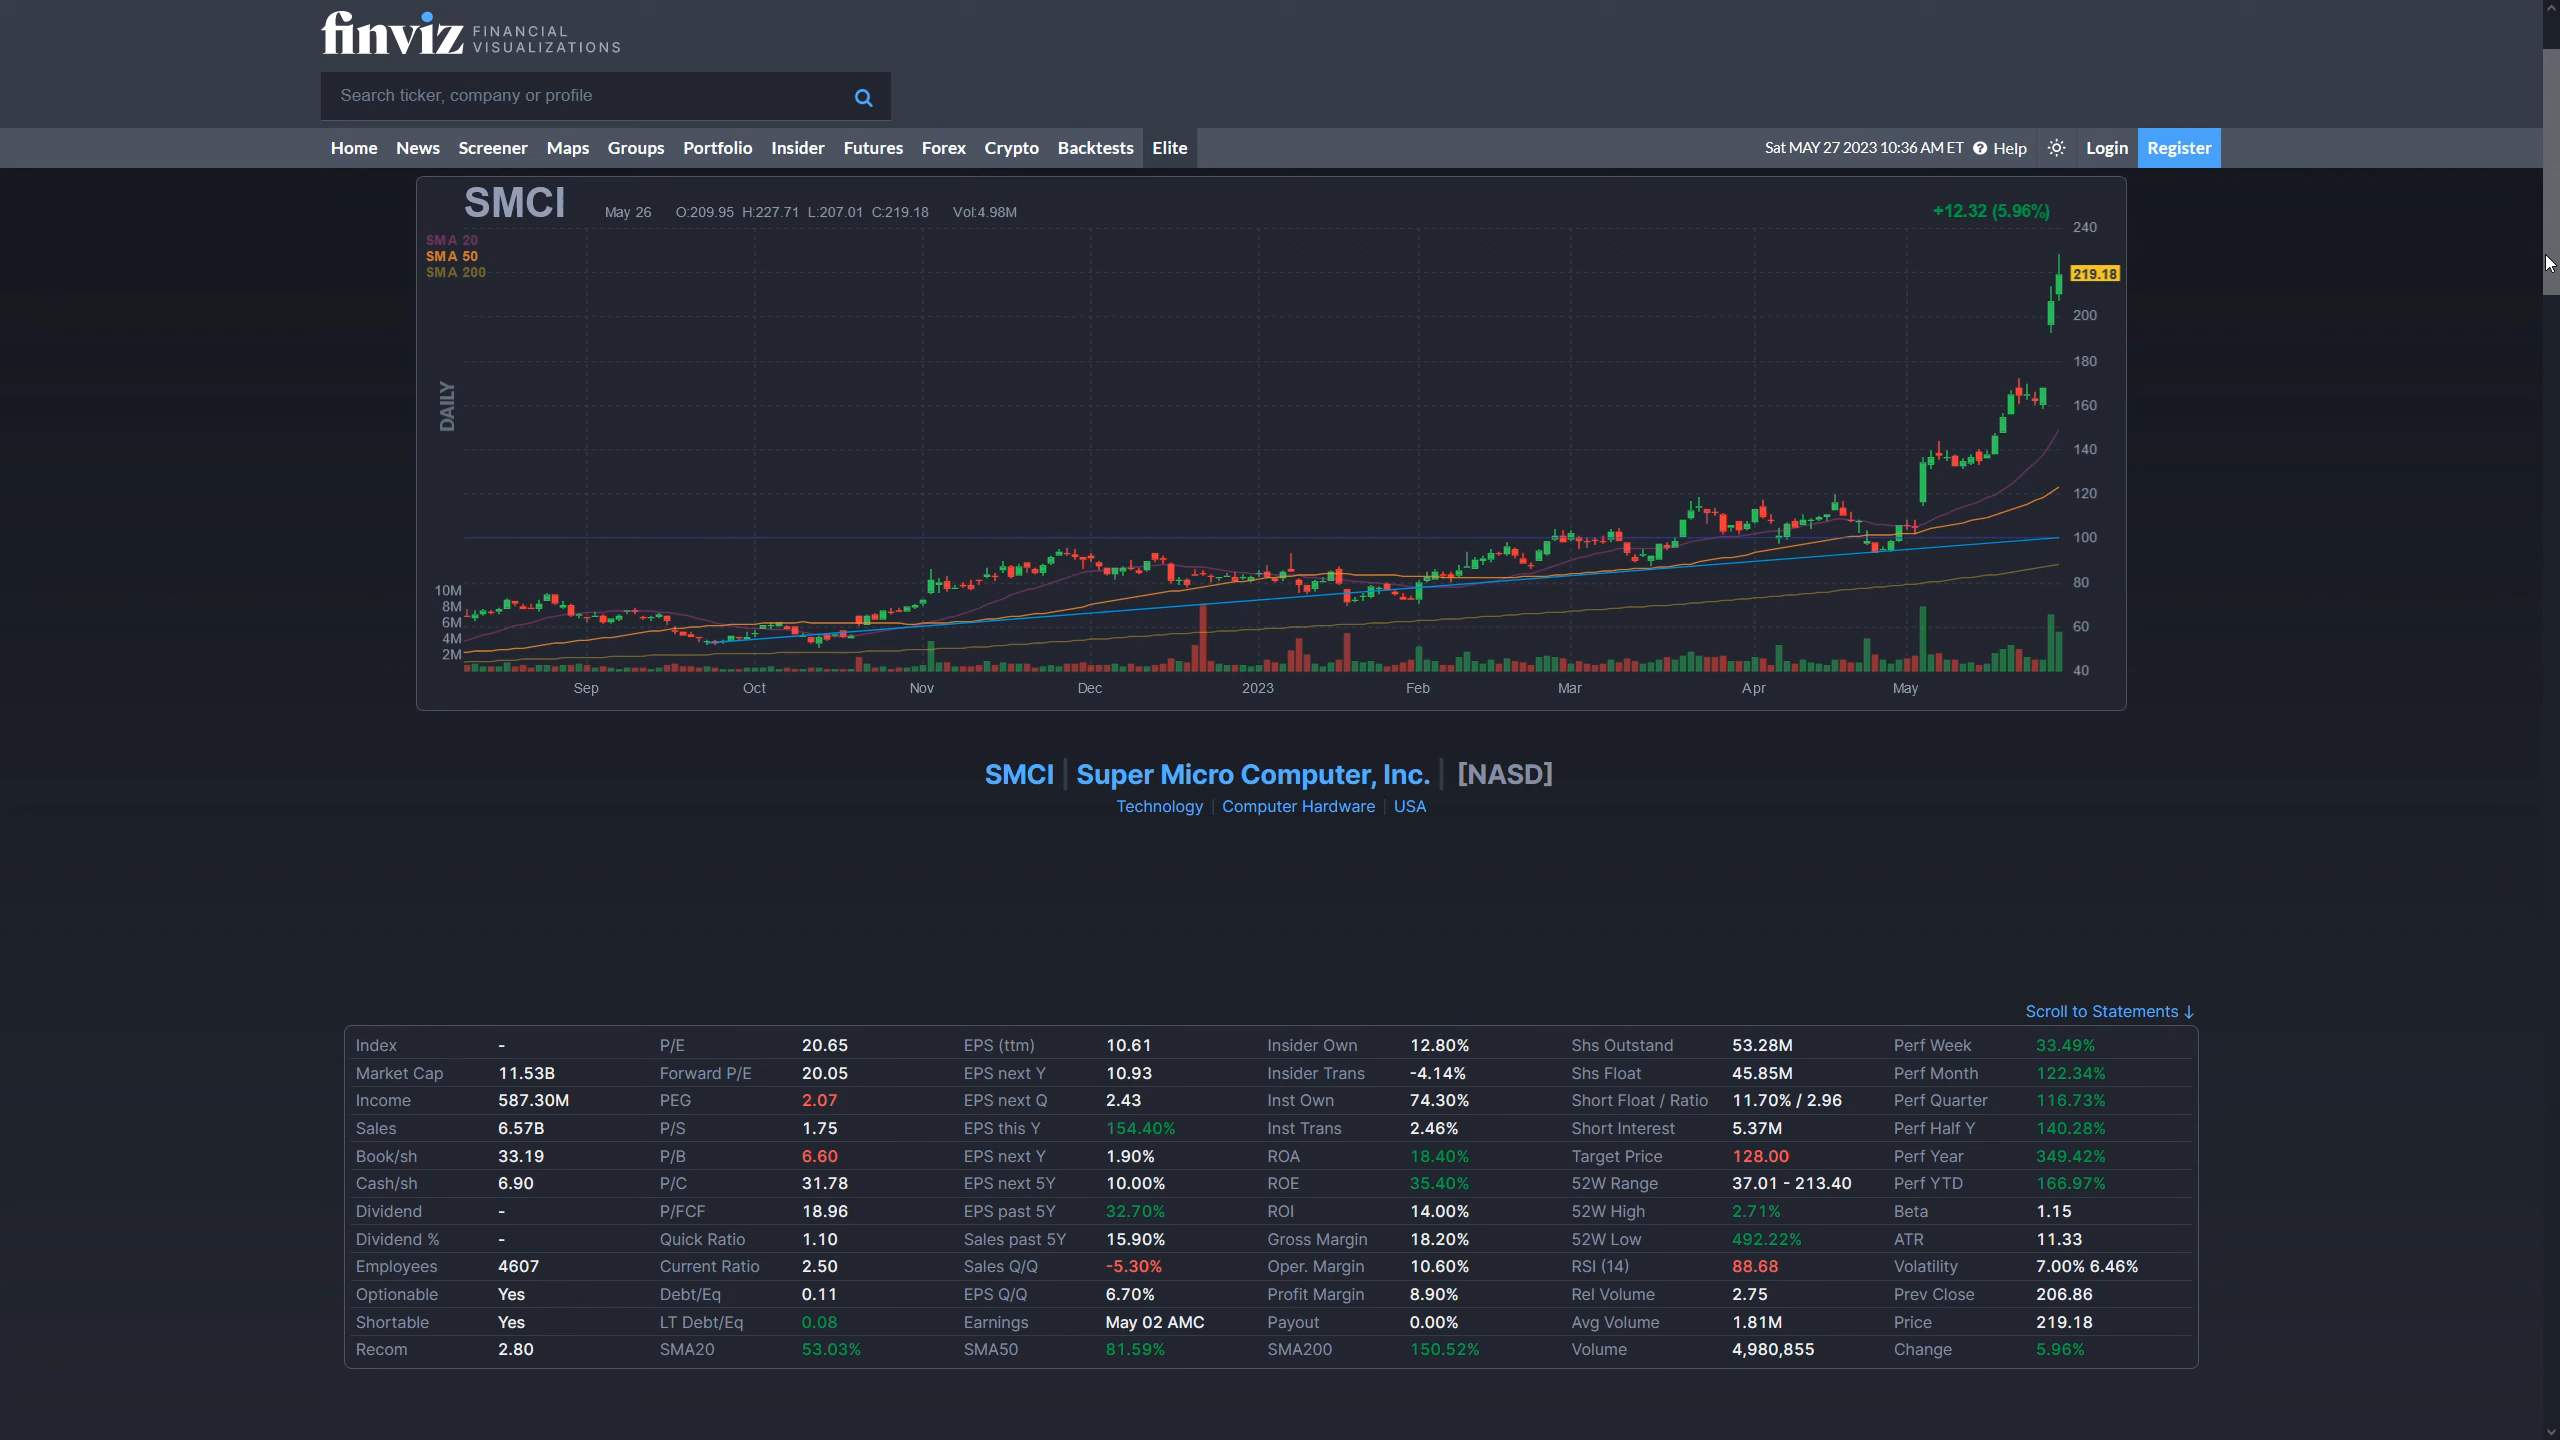 finviz FINANCIAL VISUALIZATIONS
Search ticker, company or profile
Home News Screener Maps Groups Portfolio Insider Futures Forex Crypto Backtests Elite Sat MAY 27 2023 10:36 AM ET Help Login Register
SMCI May 26 O:209.95 H:227.71 L:207.01 C:219.18 Vol:4.98M +12.32 (5.96%)
240
SMA 20
SMA 50
SMA 200
219.18
200
180
DAILY
160
140
120
100
80
10M
8M
6M
60
4M
2M
40
Sep Oct Nov Dec 2023 Feb Mar Apr May
SMCI Super Micro Computer, Inc. [NASD]
Technology Computer Hardware USA
Scroll to Statements ↓
Index - P/E 20.65 EPS (ttm) 10.61 Insider Own 12.80% Shs Outstand 53.28M Perf Week 33.49%
Market Cap 11.53B Forward P/E 20.05 EPS next Y 10.93 Insider Trans -4.14% Shs Float 45.85M Perf Month 122.34%
Income 587.30M PEG 2.07 EPS next Q 2.43 Inst Own 74.30% Short Float / Ratio 11.70% / 2.96 Perf Quarter 116.73%
Sales 6.57B P/S 1.75 EPS this Y 154.40% Inst Trans 2.46% Short Interest 5.37M Perf Half Y 140.28%
Book/sh 33.19 P/B 6.60 EPS next Y 1.90% ROA 18.40% Target Price 128.00 Perf Year 349.42%
Cash/sh 6.90 P/C 31.78 EPS next 5Y 10.00% ROE 35.40% 52W Range 37.01 - 213.40 Perf YTD 166.97%
Dividend - P/FCF 18.96 EPS past 5Y 32.70% ROI 14.00% 52W High 2.71% Beta 1.15
Dividend % - Quick Ratio 1.10 Sales past 5Y 15.90% Gross Margin 18.20% 52W Low 492.22% ATR 11.33
Employees 4607 Current Ratio 2.50 Sales Q/Q -5.30% Oper. Margin 10.60% RSI (14) 88.68 Volatility 7.00% 6.46%
Optionable Yes Debt/Eq 0.11 EPS Q/Q 6.70% Profit Margin 8.90% Rel Volume 2.75 Prev Close 206.86
Shortable Yes LT Debt/Eq 0.08 Earnings May 02 AMC Payout 0.00% Avg Volume 1.81M Price 219.18
Recom 2.80 SMA20 53.03% SMA50 81.59% SMA200 150.52% Volume 4,980,855 Change 5.96%